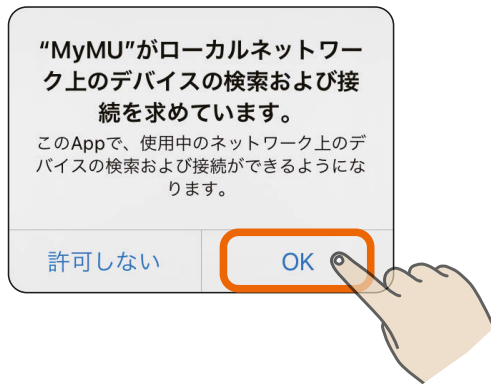 “MyMU”がローカルネットワー
ク上のデバイスの検索および接
続を求めています。
このAppで、使用中のネットワーク上のデ
バイスの検索および接続ができるようにな
ります。
許可しない
OK